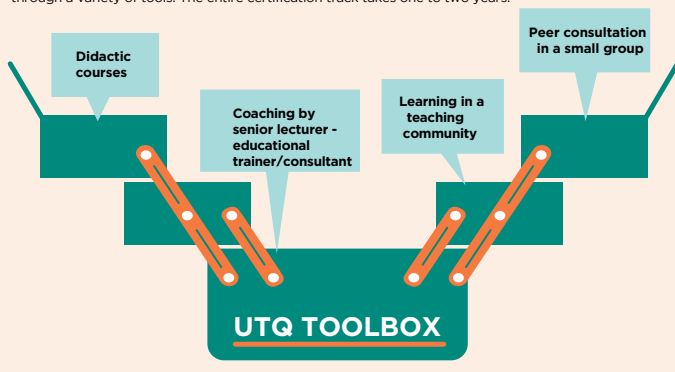 through a variety of tools. The entire certification track takes one to two years.
Didactic
courses
Coaching by
senior lecturer -
educational
trainer/consultant
Learning in a
teaching
community
Peer consultation
in a small group
UTQ TOOLBOX